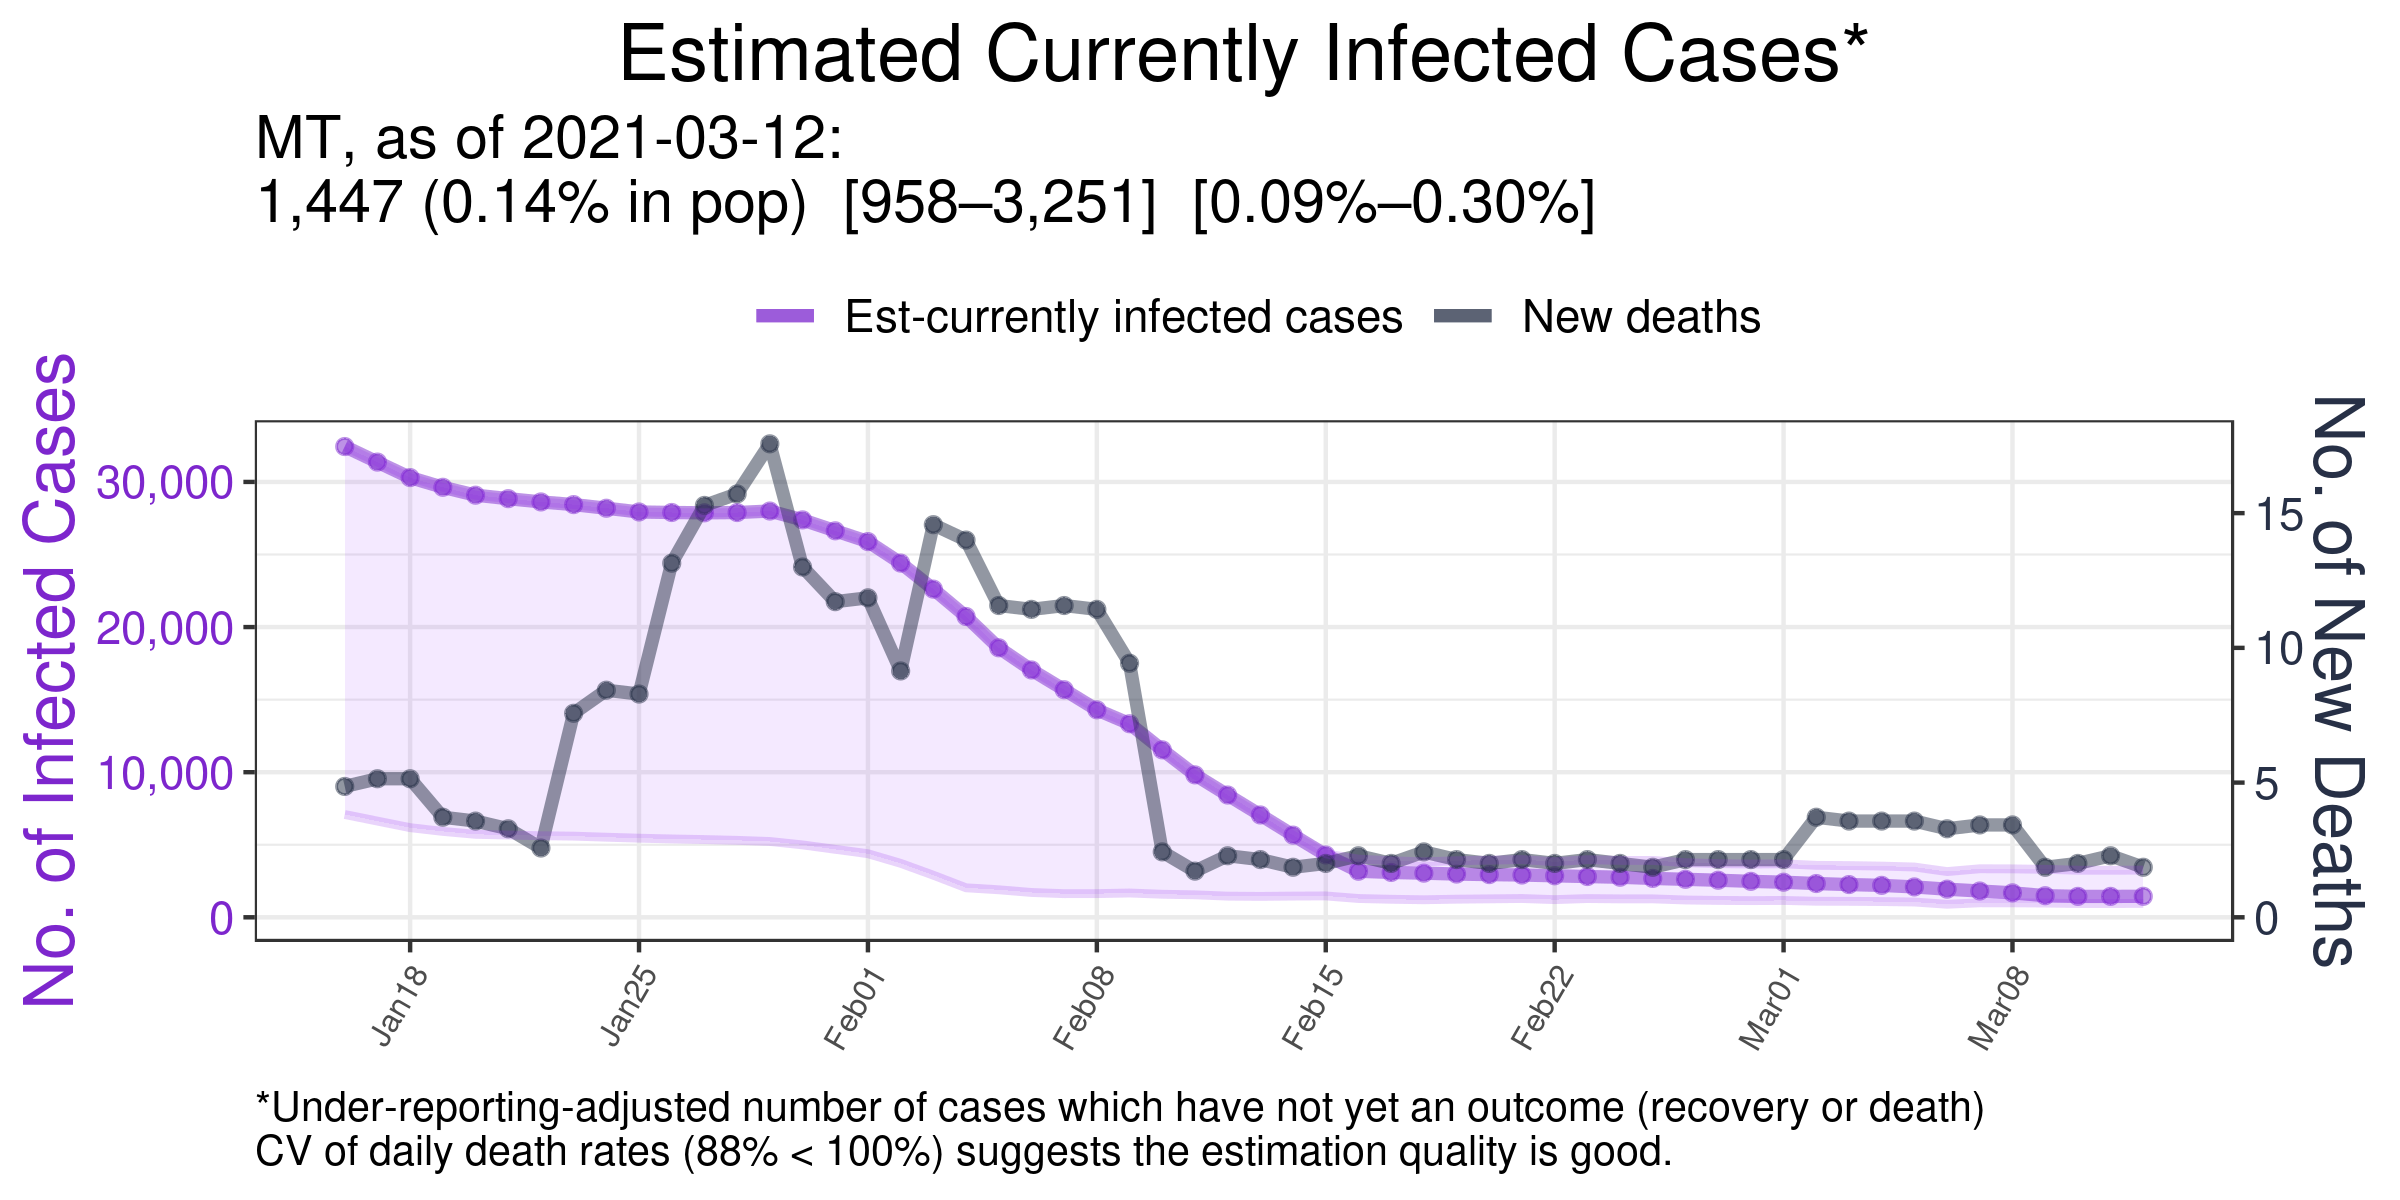 Estimated Currently Infected Cases*
MT, as of 2021-03-12:
1,447 (0.14% in pop)  [958–3,251]  [0.09%–0.30%]
Est-currently infected cases
New deaths
No. of Infected Cases
30,000
20,000
10,000
0
No. of New Deaths
15
10
5
0
Jan18
Jan25
Feb01
Feb08
Feb15
Feb22
Mar01
Mar08
*Under-reporting-adjusted number of cases which have not yet an outcome (recovery or death)
CV of daily death rates (88% < 100%) suggests the estimation quality is good.